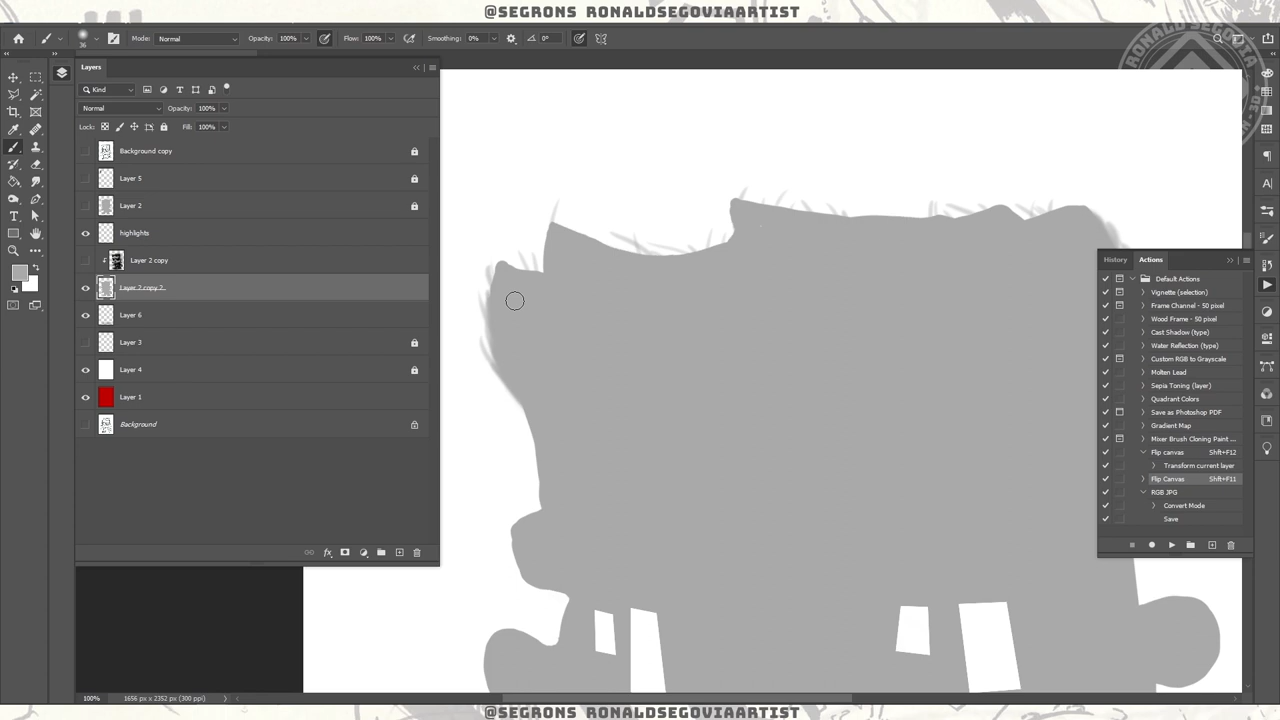 @SEGRONS RONALDSEGOVIAARTIST
36
Mode: Normal
Opacity: 100%
Flow: 100%
Smoothing: 0%
0°
Layers
Kind
Normal
Opacity: 100%
Lock:
Fill: 100%
Background copy
Layer 5
Layer 2
highlights
Layer 2 copy
Layer 2 copy 2
Layer 6
Layer 3
Layer 4
Layer 1
Background
fx
History
Actions
Default Actions
Vignette (selection)
Frame Channel - 50 pixel
Wood Frame - 50 pixel
Cast Shadow (type)
Water Reflection (type)
Custom RGB to Grayscale
Molten Lead
Sepia Toning (layer)
Quadrant Colors
Save as Photoshop PDF
Gradient Map
Mixer Brush Cloning Paint ...
Flip canvas Shft+F12
Transform current layer
Flip Canvas Shft+F11
RGB JPG
Convert Mode
Save
100%
1656 px x 2352 px (300 ppi)
@SEGRONS RONALDSEGOVIAARTIST